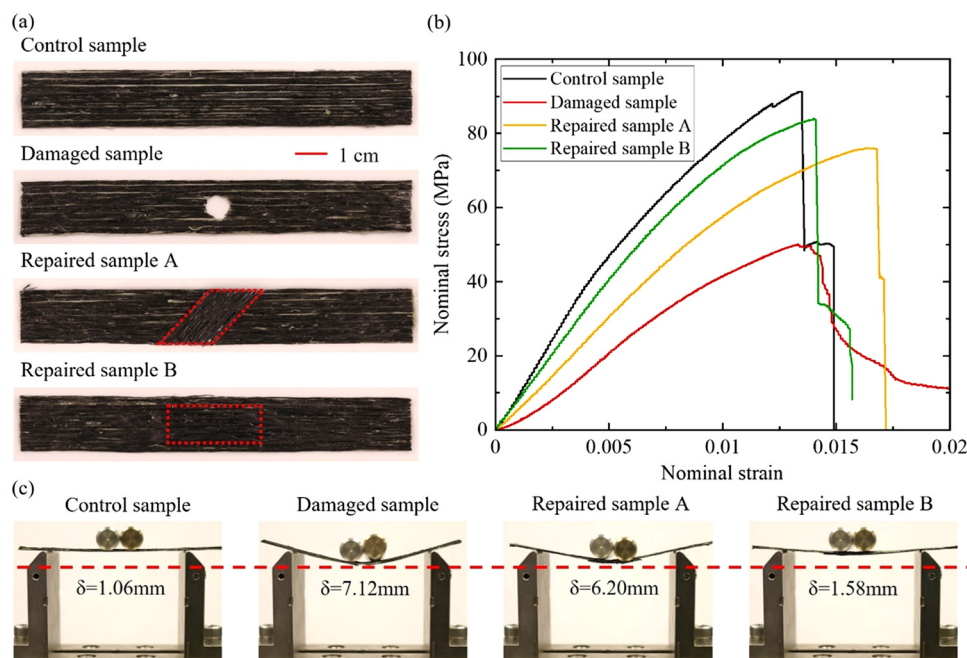 (a)
Control sample
Damaged sample
1 cm
Repaired sample A
Repaired sample B
(b)
100
80
60
40
20
0
Nominal stress (MPa)
Control sample
Damaged sample
Repaired sample A
Repaired sample B
0 0.005 0.01 0.015 0.02
Nominal strain
(c)
Control sample Damaged sample Repaired sample A Repaired sample B
δ=1.06mm δ=7.12mm δ=6.20mm δ=1.58mm